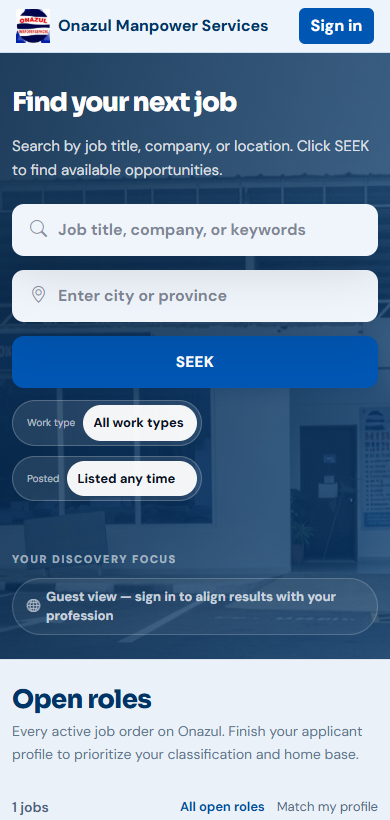 ONAZUL
Onazul Manpower Services
Sign in
Find your next job
Search by job title, company, or location. Click SEEK
to find available opportunities.
Job title, company, or keywords
Enter city or province
SEEK
Work type
All work types
Posted
Listed any time
YOUR DISCOVERY FOCUS
Guest view — sign in to align results with your
profession
Open roles
Every active job order on Onazul. Finish your applicant
profile to prioritize your classification and home base.
1 jobs
All open roles
Match my profile